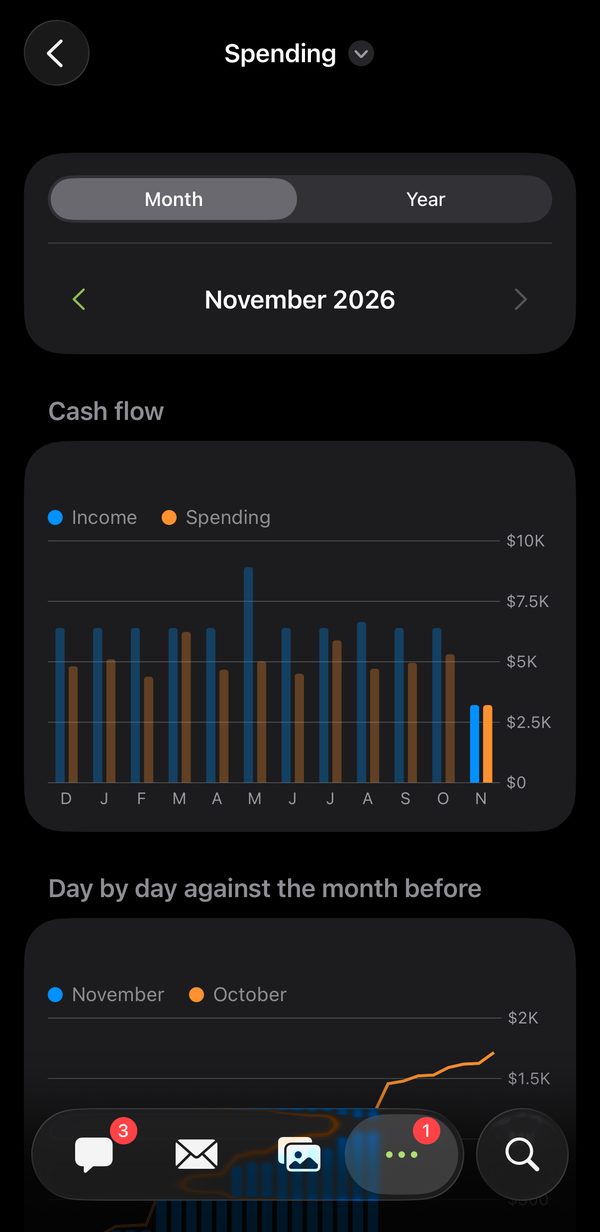 Spending
Month Year
November 2026
Cash flow
Income Spending
$10K
$7.5K
$5K
$2.5K
$0
D J F M A M J J A S O N
Day by day against the month before
November October
$2K
$1.5K
3
1
$500